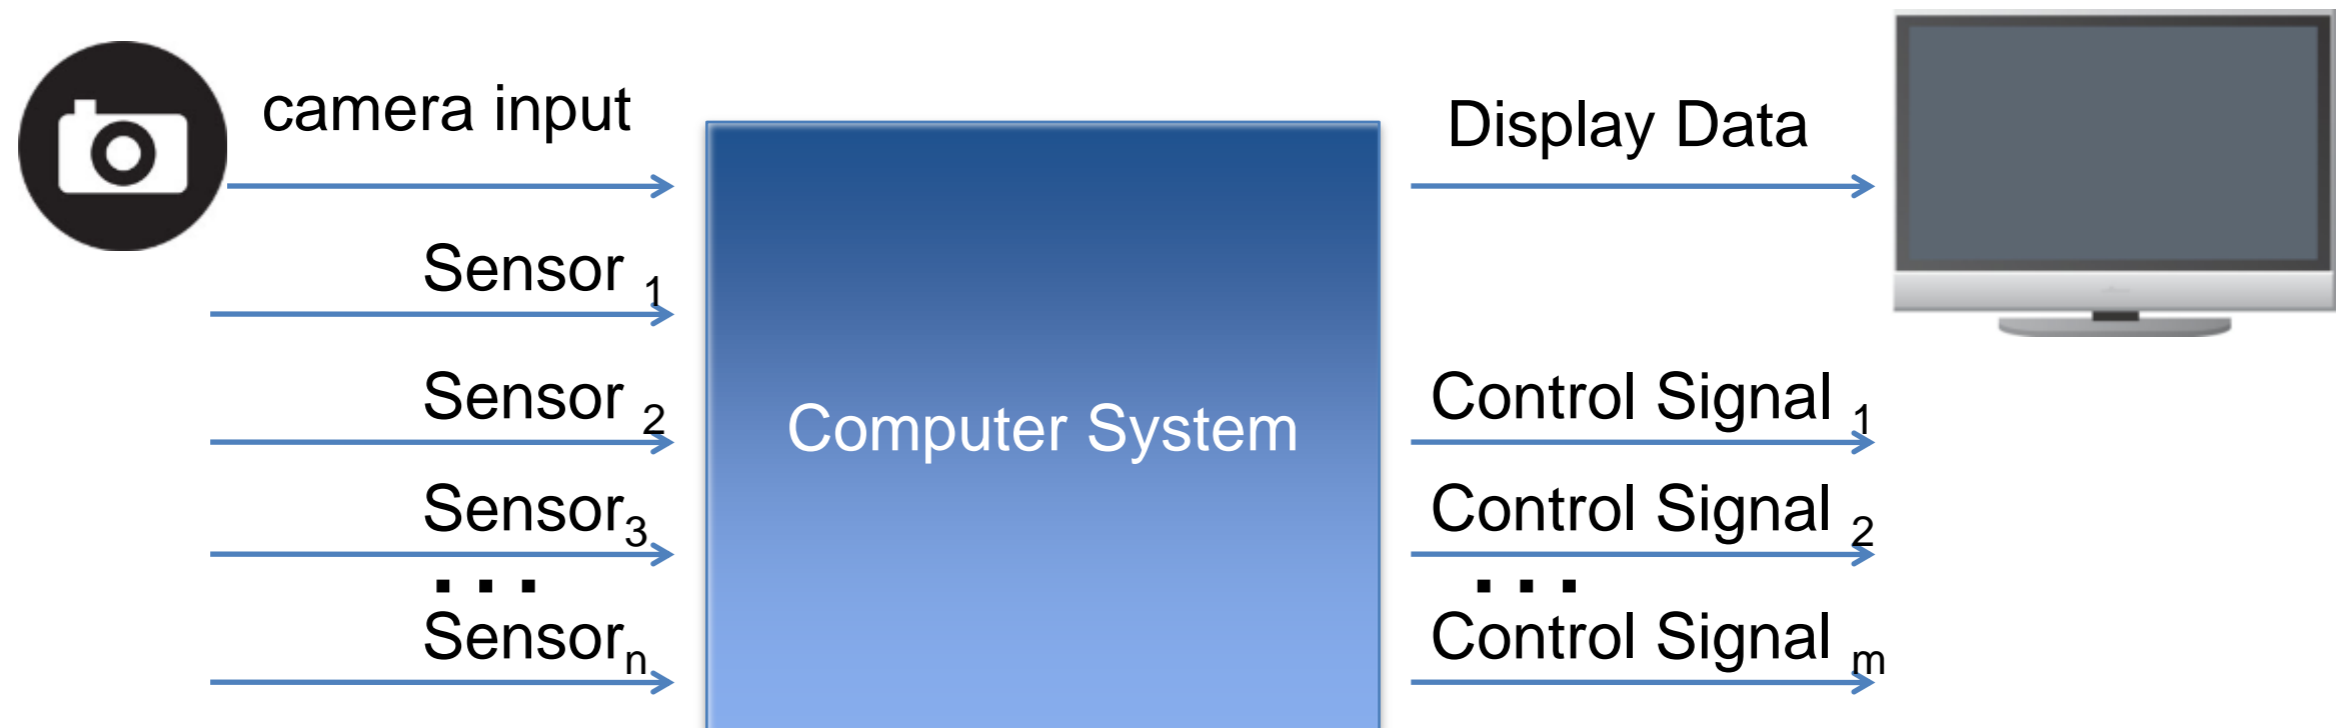 camera input
Display Data
Sensor 1
Sensor 2
Computer System
Control Signal 1
Sensor3
Control Signal 2
...
...
Sensorn
Control Signal m